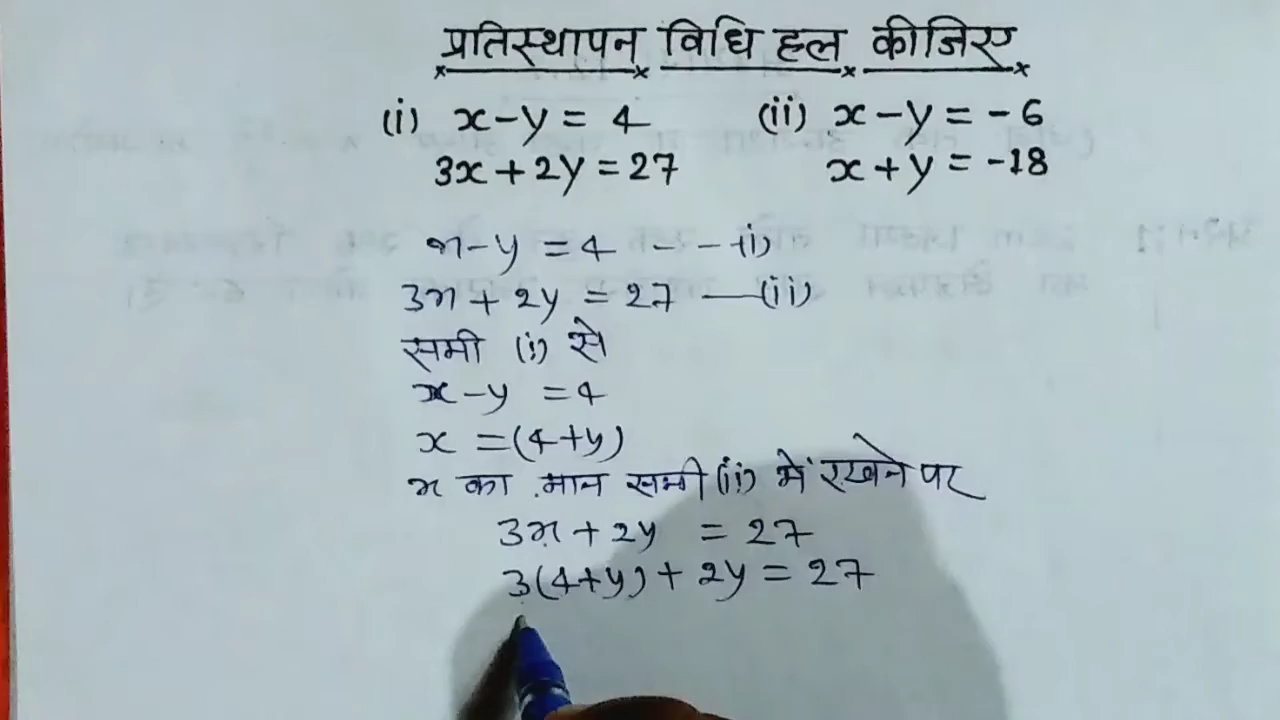 प्रतिस्थापन विधि हल कीजिए
(i) x-y = 4 (ii) x-y = -6
3x+2y = 27 x+y = -18
x-y = 4 --- (i)
3x + 2y = 27 — (ii)
समी (i) से
x-y = 4
x = (4+y)
x का मान समी (ii) में रखने पर
3x + 2y = 27
3(4+y) + 2y = 27